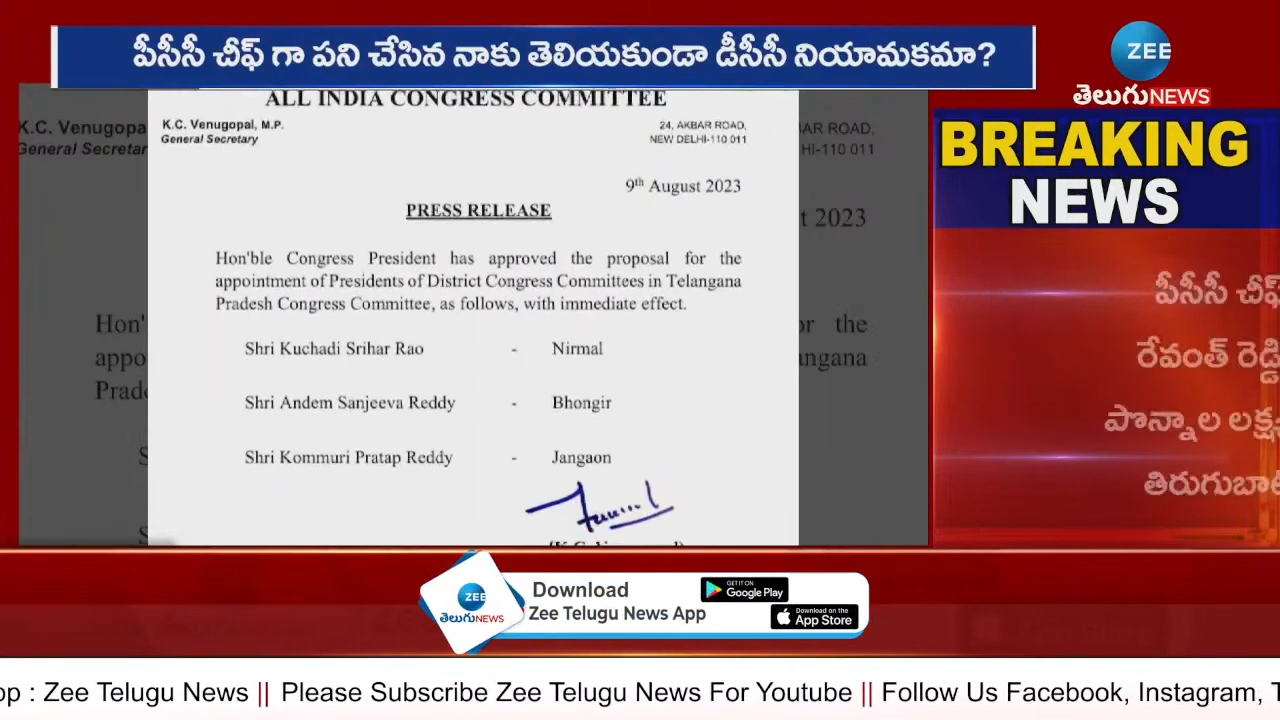 పీసీసీ చీఫ్ గా పని చేసిన నాకు తెలియకుండా డీసీసీ నియామకమా?
ZEE
తెలుగు NEWS
BREAKING
NEWS
ALL INDIA CONGRESS COMMITTEE
K.C. Venugopal, M.P.
General Secretary
24, AKBAR ROAD,
NEW DELHI-110 011
9th August 2023
PRESS RELEASE
Hon'ble Congress President has approved the proposal for the
appointment of Presidents of District Congress Committees in Telangana
Pradesh Congress Committee, as follows, with immediate effect.
Shri Kuchadi Srihar Rao - Nirmal
Shri Andem Sanjeeva Reddy - Bhongir
Shri Kommuri Pratap Reddy - Jangaon
పీసీసీ చీఫ్
రేవంత్ రెడ్డి
పొన్నాల
తిరుగుబా
ZEE
తెలుగు NEWS
Download
Zee Telugu News App
GET IT ON
Google Play
Download on the
App Store
: Zee Telugu News || Please Subscribe Zee Telugu News For Youtube || Follow Us Facebook, Instagram,